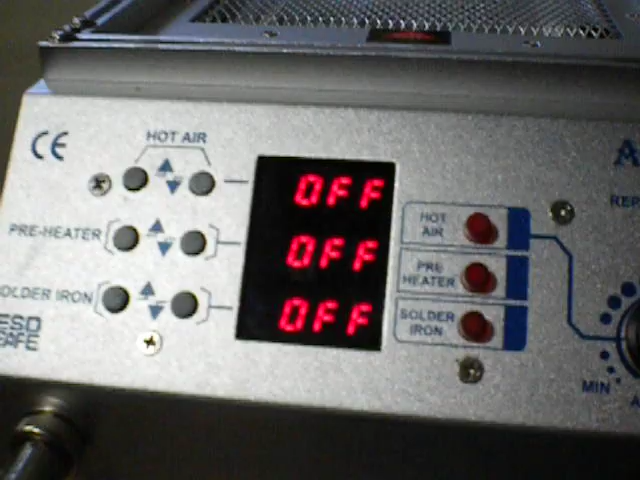 CE
HOT AIR
OFF
PRE-HEATER
OFF
SOLDER IRON
OFF
ESD
SAFE
HOT
AIR
PRE
HEATER
SOLDER
IRON
MIN
A
REP
A